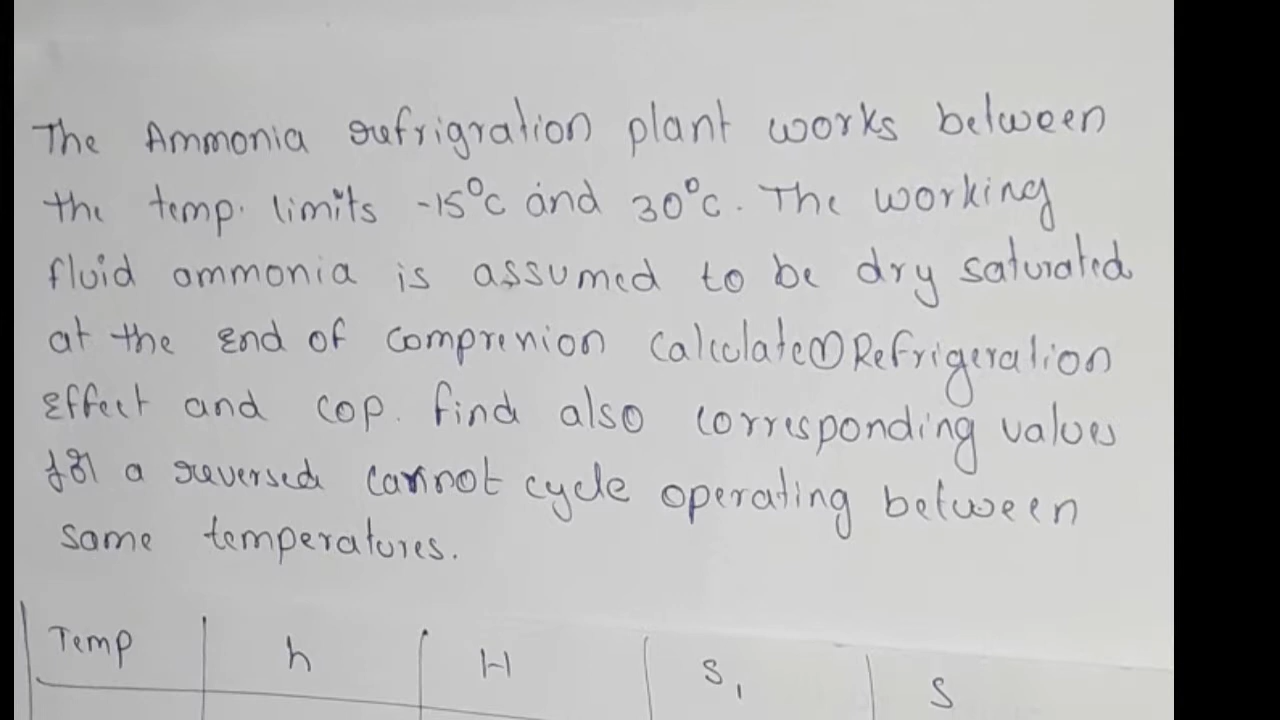 The Ammonia refrigration plant works between
the temp. limits -15°c and 30°c. The working
fluid ammonia is assumed to be dry saturated
at the end of comprenion calculate① Refrigeration
Effect and cop. find also corresponding values
for a reversed carnot cycle operating between
same temperatures.
Temp h H S₁ S